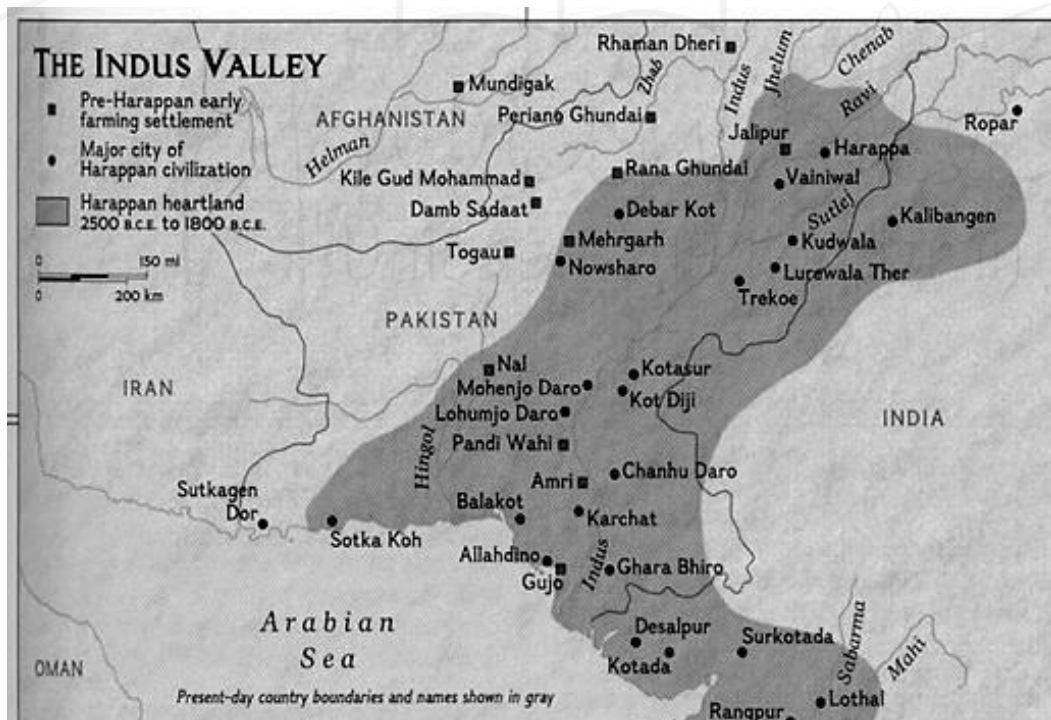 THE INDUS VALLEY
Pre-Harappan early
farming settlement
Major city of
Harappan civilization
Harappan heartland
2500 B.C.E. to 1800 B.C.E.
0 150 mi
0 200 km
Rhaman Dheri
Mundigak
AFGHANISTAN
Periano Ghundai
Zhab
Indus
Jhelum
Chenab
Ravi
Ropar
Helman
Jalipur
Harappa
Kile Gud Mohammad
Rana Ghundai
Vainiwal
Damb Sadaat
Debar Kot
Sutlej
Kalibangen
Togau
Mehrgarh
Kudwala
Nowsharo
Lurewala Ther
Trekoe
PAKISTAN
IRAN
Nal
Kotasur
Mohenjo Daro
Kot Diji
Lohumjo Daro
INDIA
Pandi Wahi
Hingol
Amri
Chanhu Daro
Sutkagen
Dor
Balakot
Karchat
Sotka Koh
Allahdino
Gujo
Indus
Ghara Bhiro
Arabian
Sea
Desalpur
Surkotada
Kotada
Sabarma
Mahi
OMAN
Present-day country boundaries and names shown in gray
Lothal
Rangpur